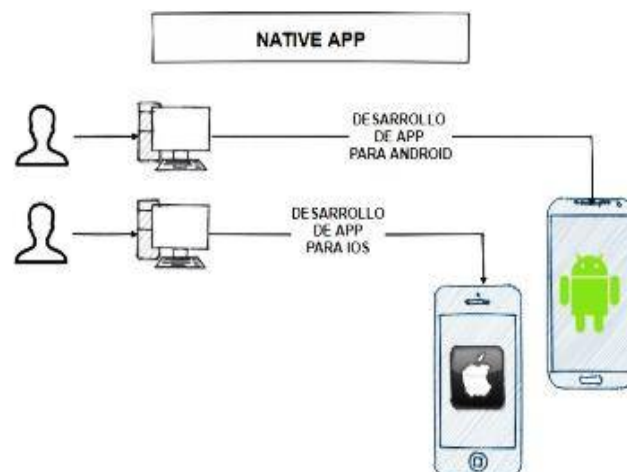 NATIVE APP
DESARROLLO
DE APP
PARA ANDROID
DESARROLLO
DE APP
PARA IOS